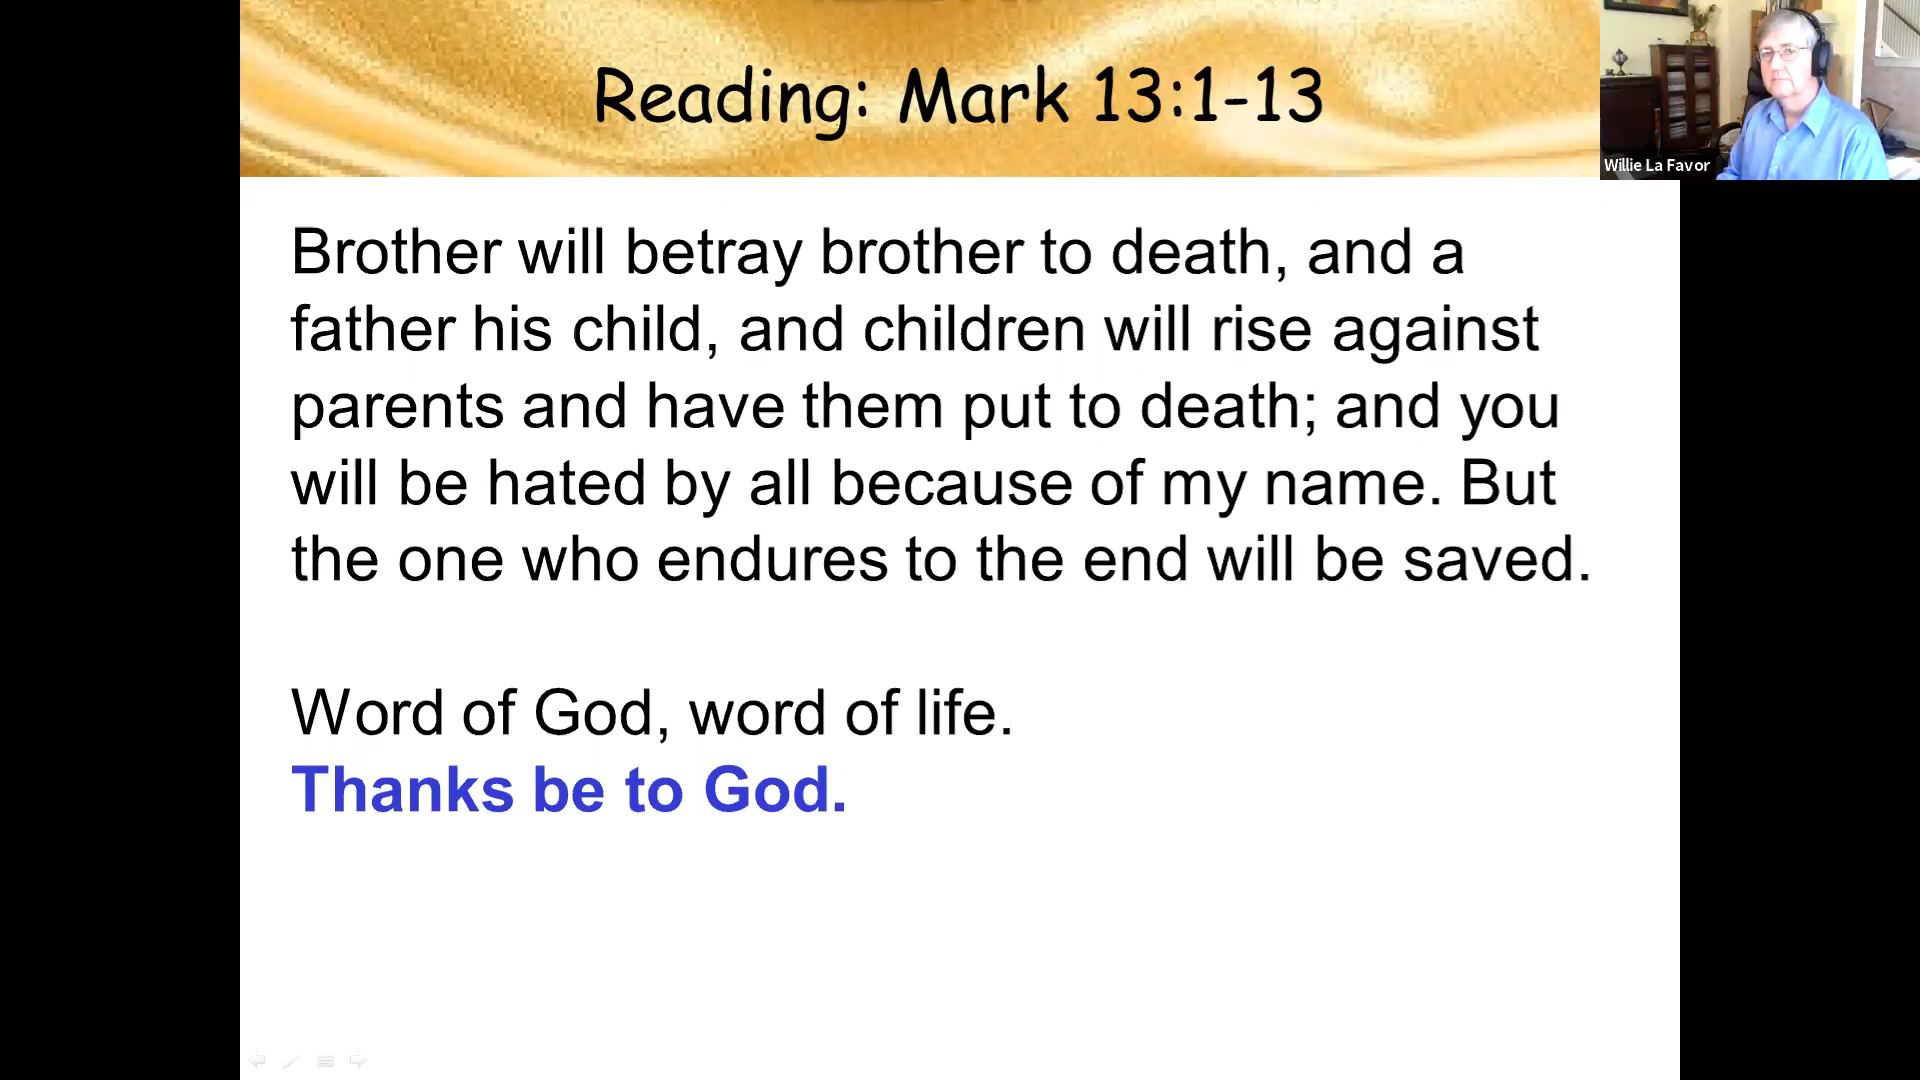 Reading: Mark 13:1-13
Willie La Favor
Brother will betray brother to death, and a
father his child, and children will rise against
parents and have them put to death; and you
will be hated by all because of my name. But
the one who endures to the end will be saved.
Word of God, word of life.
Thanks be to God.